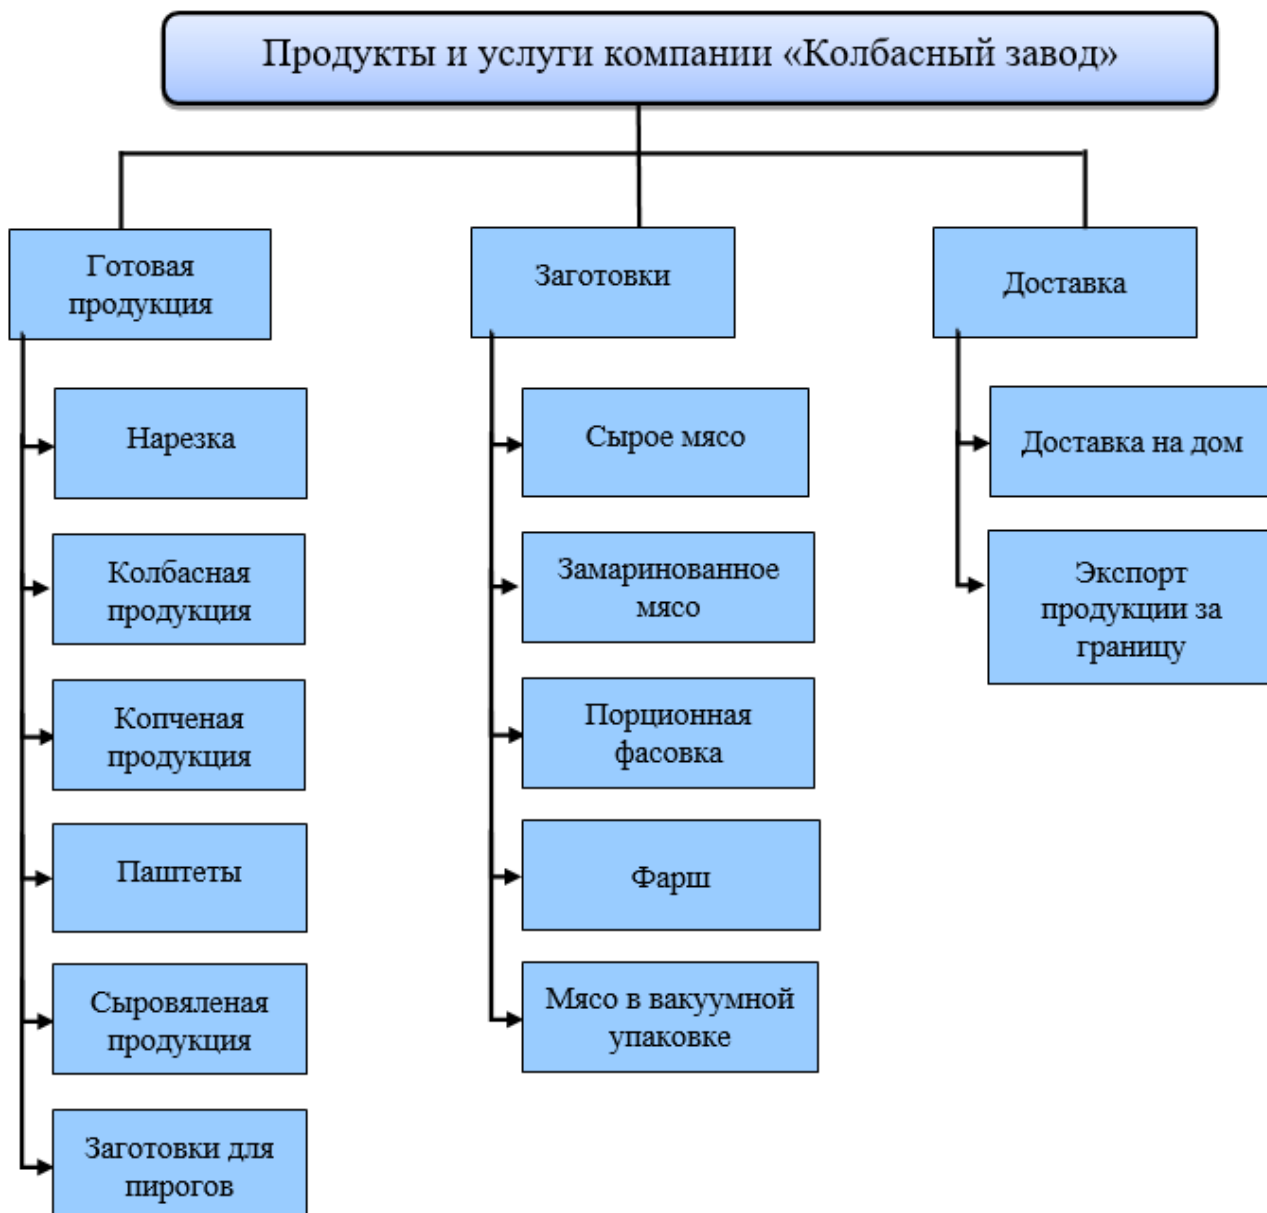 Продукты и услуги компании «Колбасный завод»
Готовая
продукция
Нарезка
Колбасная
продукция
Копченая
продукция
Паштеты
Сыровяленая
продукция
Заготовки для
пирогов
Заготовки
Сырое мясо
Замаринованное
мясо
Порционная
фасовка
Фарш
Мясо в вакуумной
упаковке
Доставка
Доставка на дом
Экспорт
продукции за
границу